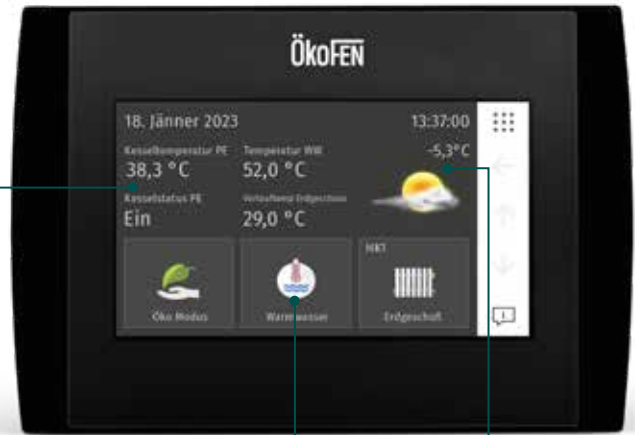 ÖkoFEN
18. Jänner 2023 13:37:00
Kesseltemperatur PE Temperatur WW -5,3°C
38,3 °C 52,0 °C
Kesselstatus PE Vorlauftemp Erdgeschoss
Ein 29,0 °C
HK1
Öko Modus Warmwasser Erdgeschoß